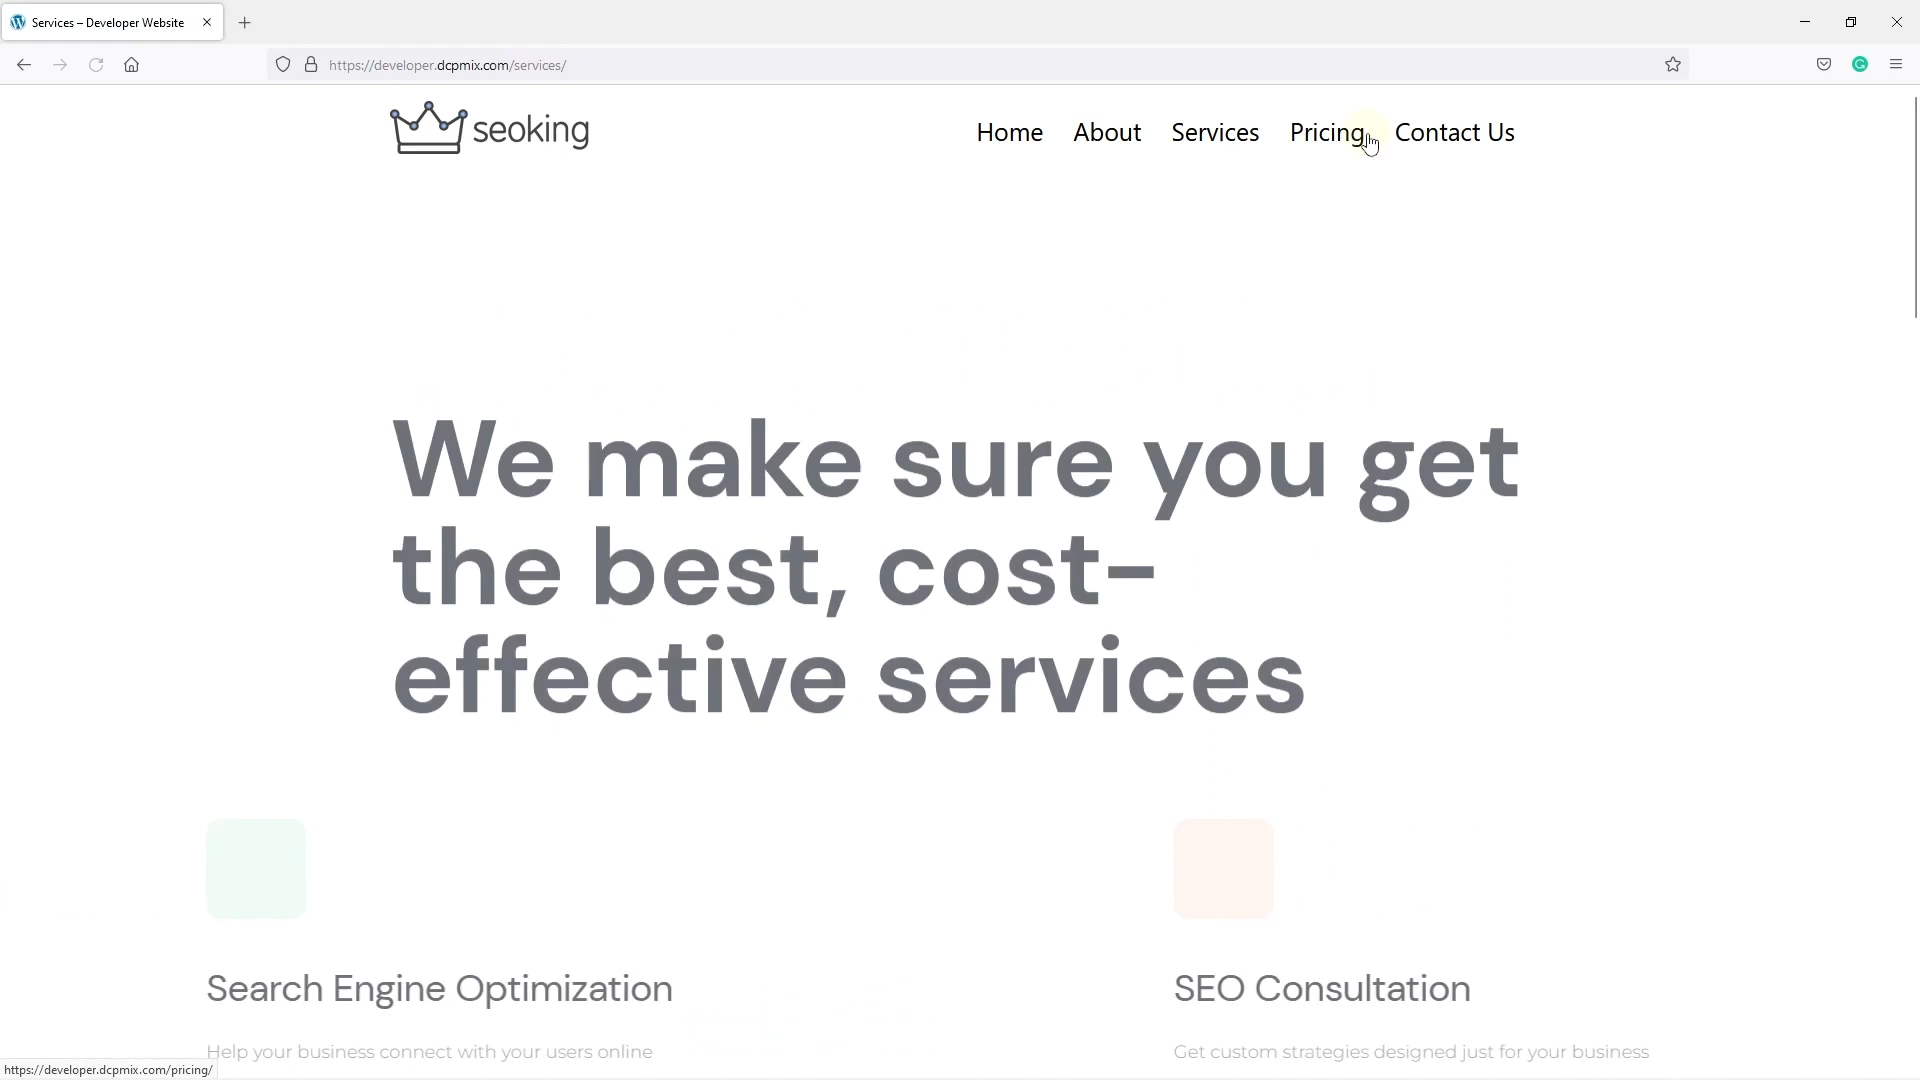 Services – Developer Website
https://developer.dcpmix.com/services/
seoking
Home About Services Pricing Contact Us
We make sure you get
the best, cost-
effective services
Search Engine Optimization
SEO Consultation
Help your business connect with your users online
Get custom strategies designed just for your business
https://developer.dcpmix.com/pricing/